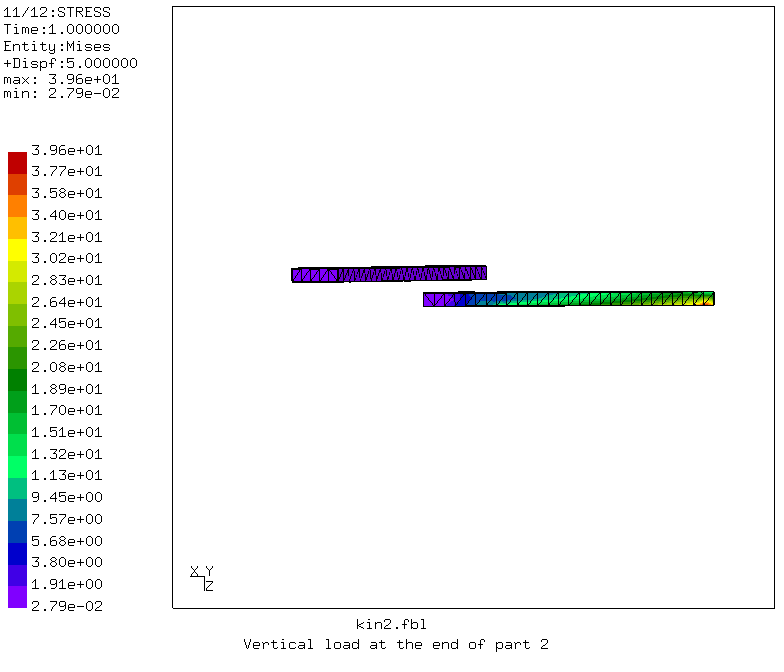 11/12:STRESS
Time:1.000000
Entity:Mises
+Dispf:5.000000
max: 3.96e+01
min: 2.79e-02
3.96e+01
3.77e+01
3.58e+01
3.40e+01
3.21e+01
3.02e+01
2.83e+01
2.64e+01
2.45e+01
2.26e+01
2.08e+01
1.89e+01
1.70e+01
1.51e+01
1.32e+01
1.13e+01
9.45e+00
7.57e+00
5.68e+00
3.80e+00
1.91e+00
2.79e-02
X Y
Z
kin2.fbl
Vertical load at the end of part 2